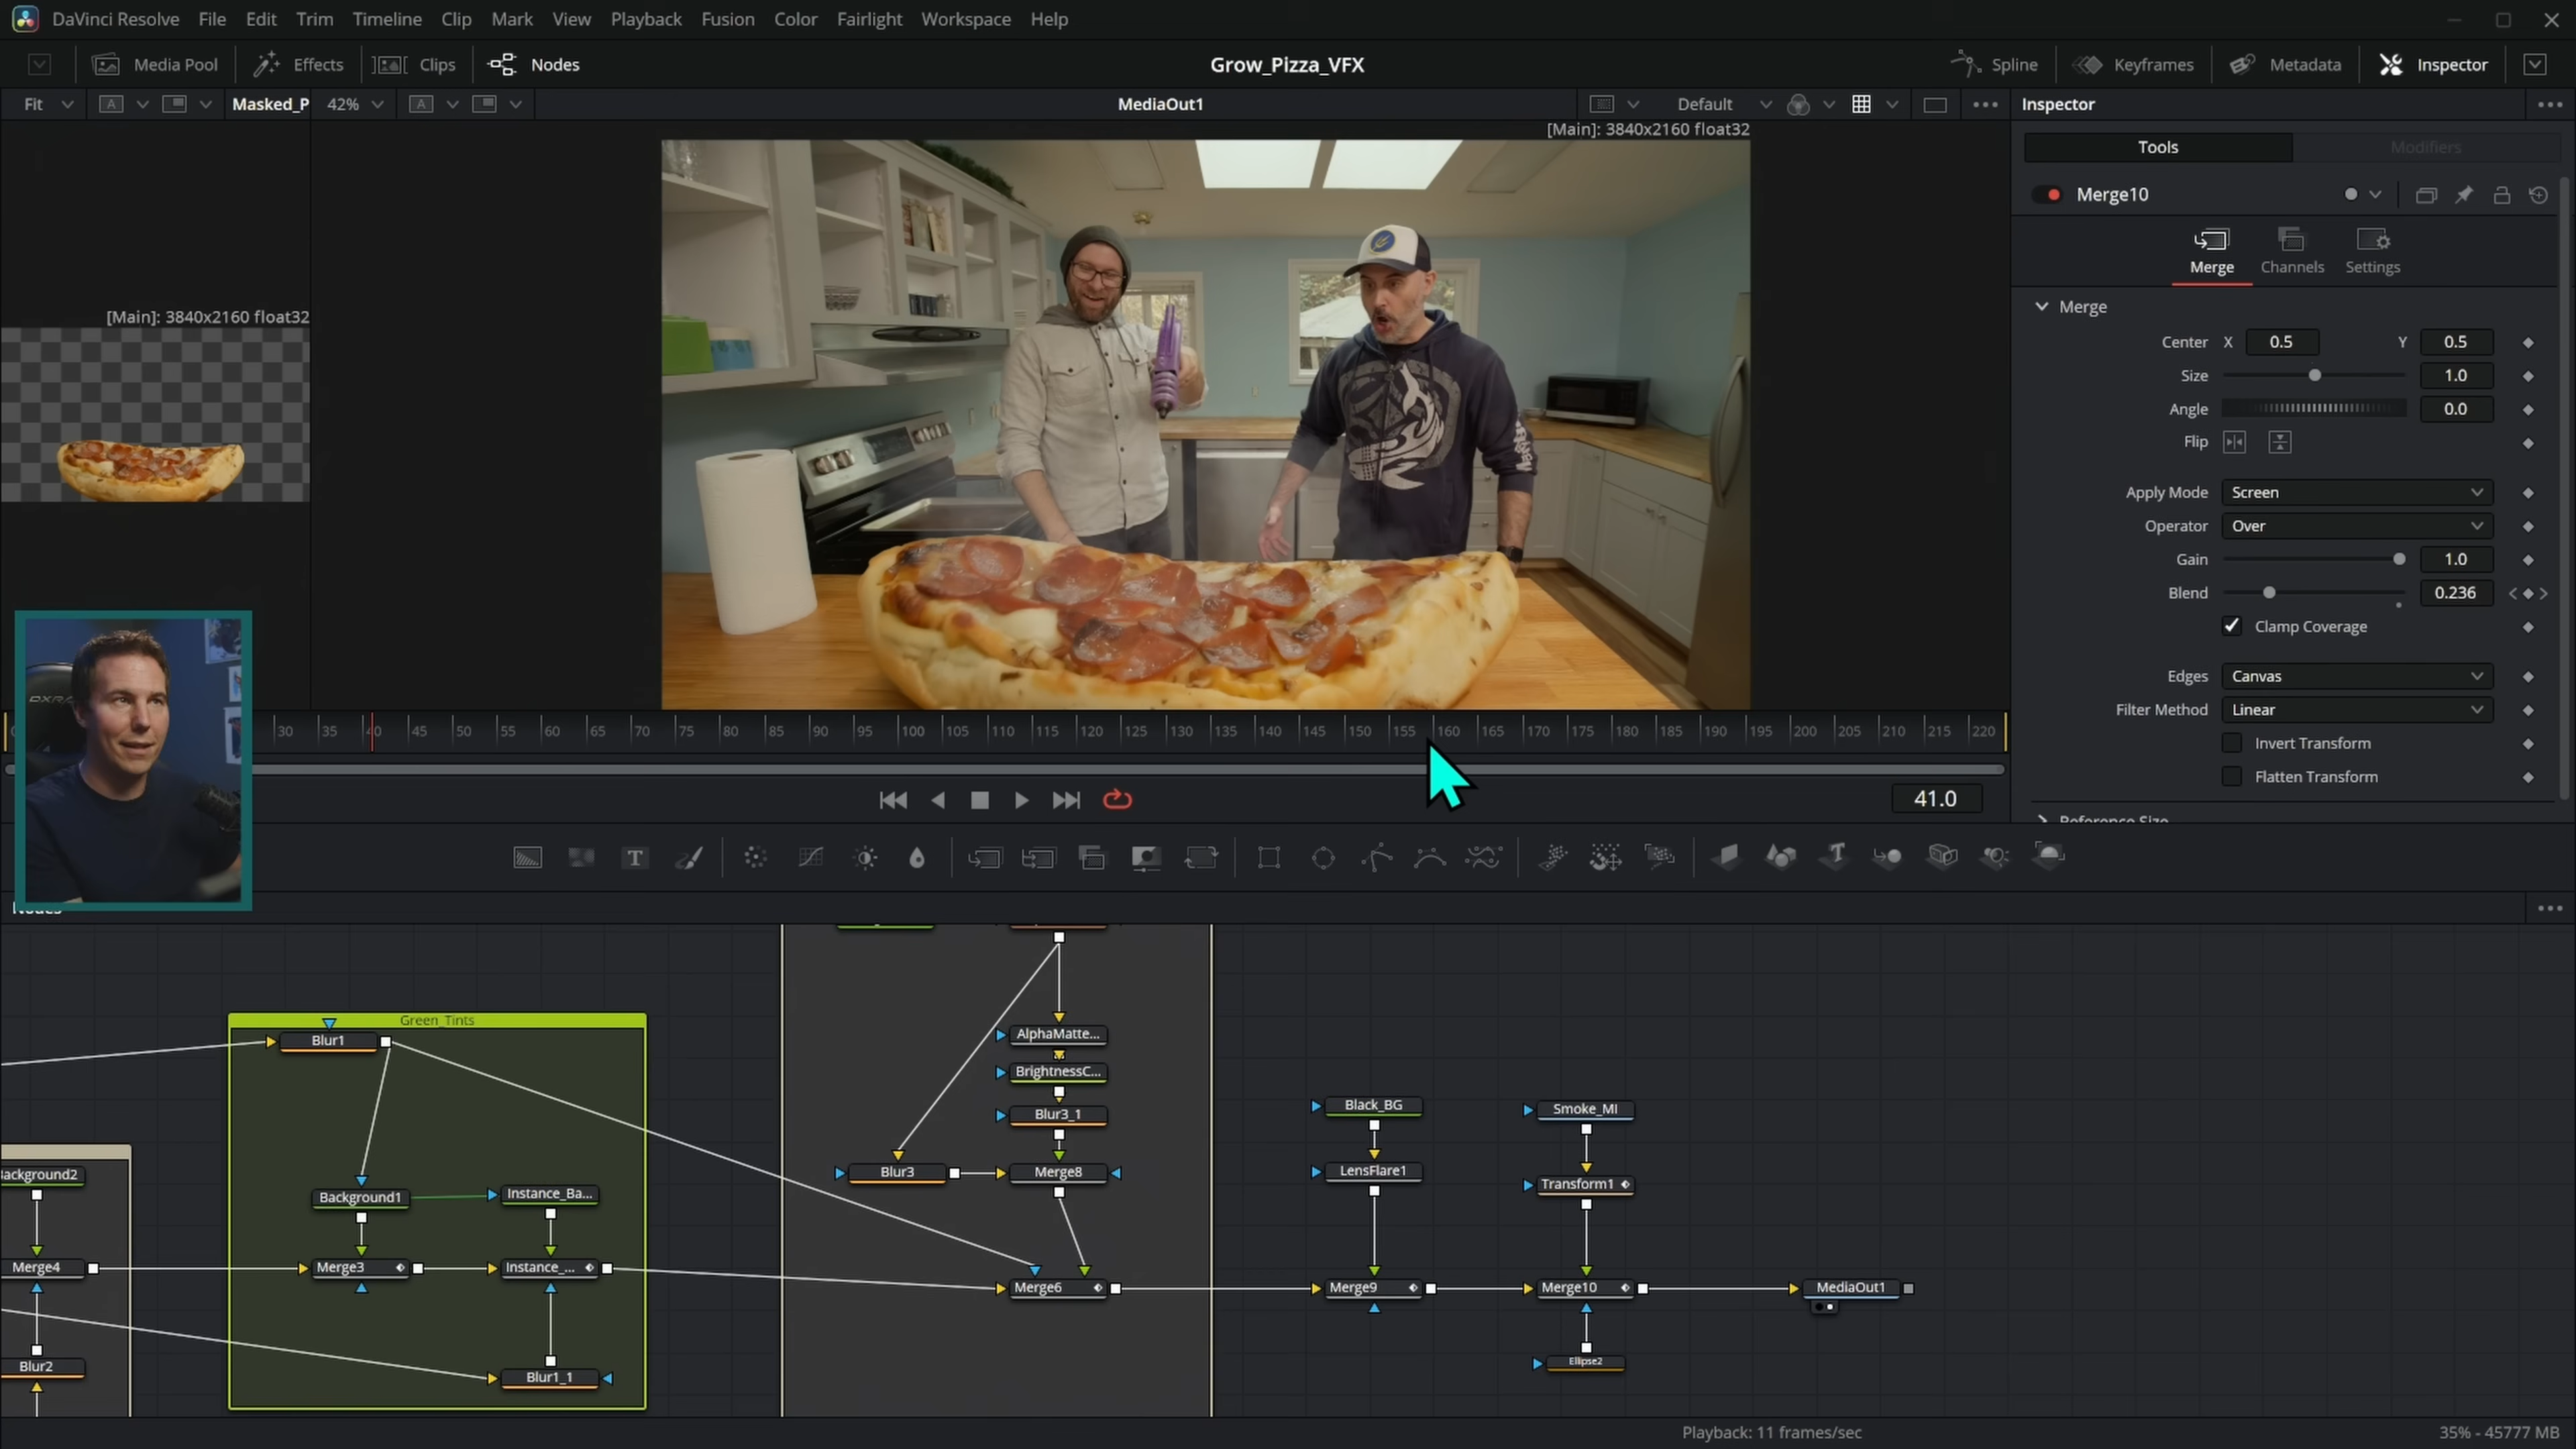 DaVinci Resolve File Edit Trim Timeline Clip Mark View Playback Fusion Color Fairlight Workspace Help
Media Pool Effects Clips Nodes Grow_Pizza_VFX Spline Keyframes Metadata Inspector
Fit A Masked_P 42% A MediaOut1 Default Inspector
[Main]: 3840x2160 float32
Tools Modifiers
Merge10
Merge Channels Settings
Merge
[Main]: 3840x2160 float32
Center X 0.5 Y 0.5
Size 1.0
Angle 0.0
Flip
Apply Mode Screen
Operator Over
Gain 1.0
Blend 0.236
Clamp Coverage
Edges Canvas
Filter Method Linear
Invert Transform
Flatten Transform
Reference Size
30 35 40 45 50 55 60 65 70 75 80 85 90 95 100 105 110 115 120 125 130 135 140 145 150 155 160 165 170 175 180 185 190 195 200 205 210 215 220
41.0
T
Nodes
Green_Tints
Blur1
AlphaMatte...
BrightnessC...
Blur3_1
Black_BG
Smoke_MI
Background2
Background1
Instance_Ba...
Blur3
Merge8
LensFlare1
Transform1
Merge4
Merge3
Instance_...
Merge6
Merge9
Merge10
MediaOut1
Blur2
Blur1_1
Ellipse2
Playback: 11 frames/sec
35% - 45777 MB